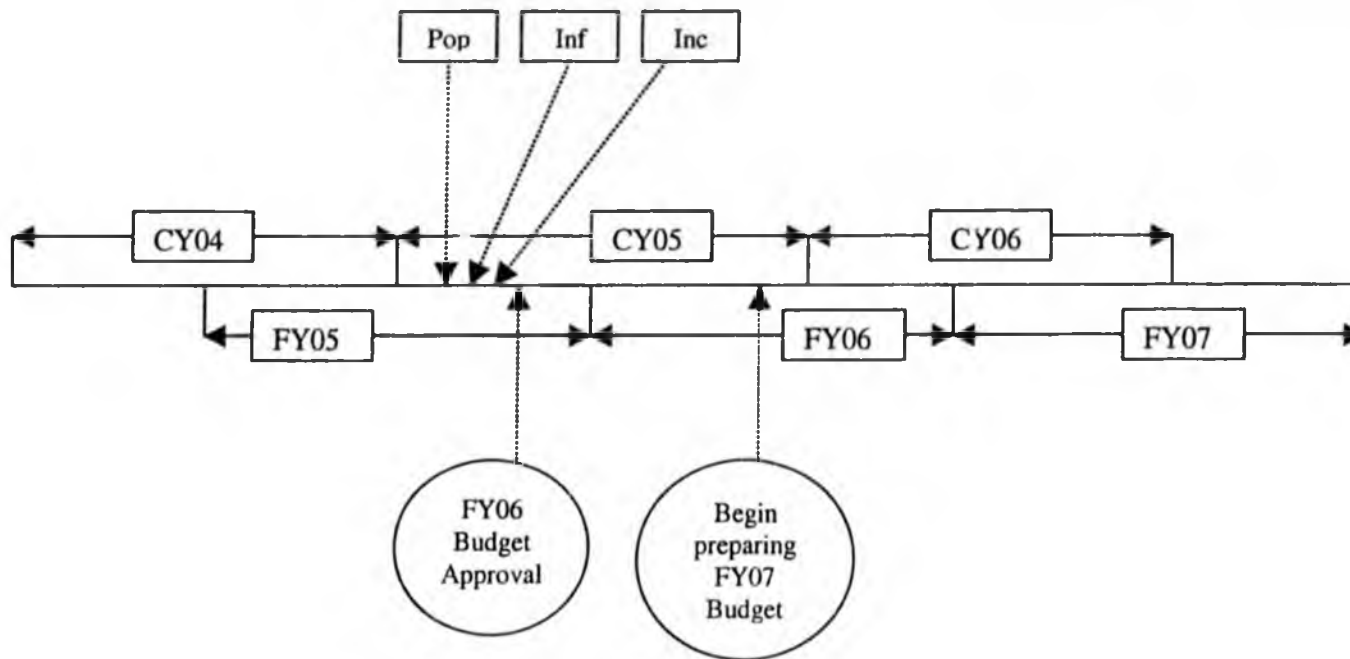 Pop
Inf
Inc
CY04
CY05
CY06
FY05
FY06
FY07
FY06
Budget
Approval
Begin
preparing
FY07
Budget